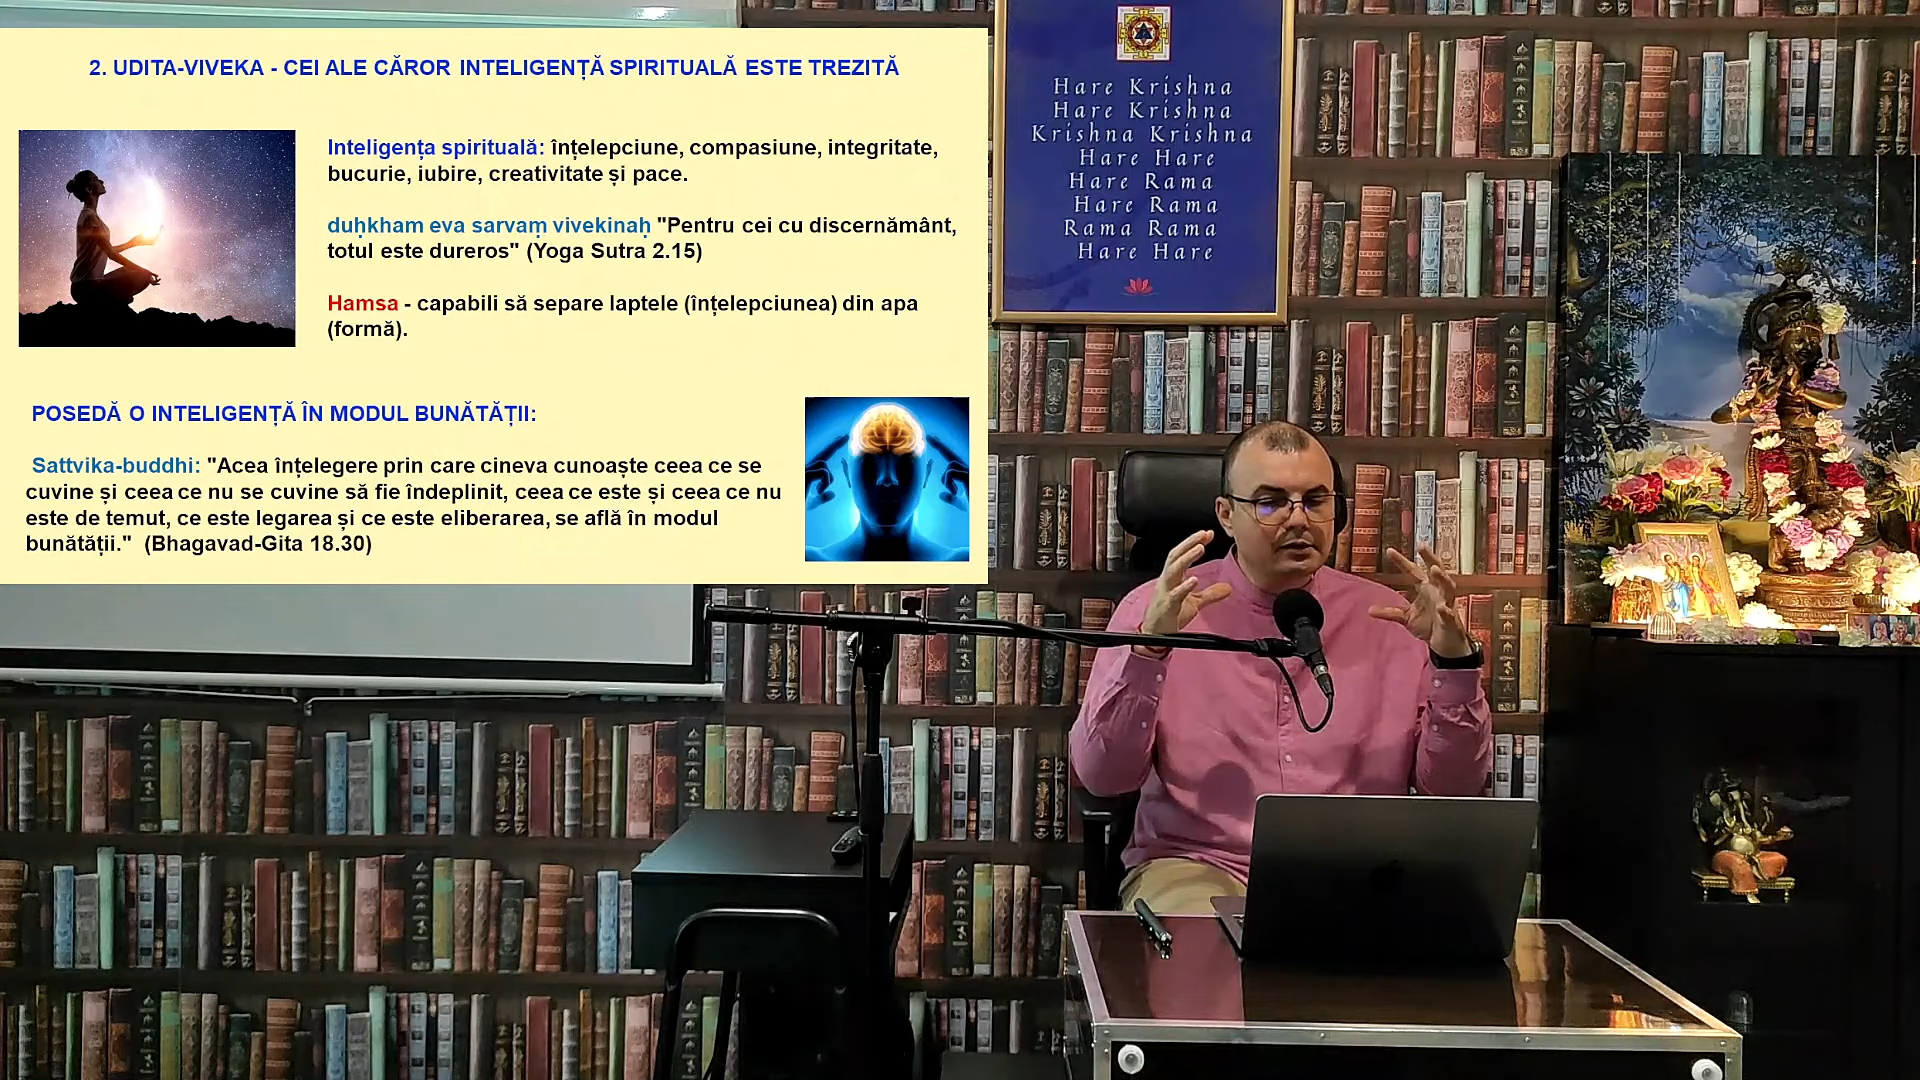 2. UDITA-VIVEKA - CEI ALE CĂROR INTELIGENȚĂ SPIRITUALĂ ESTE TREZITĂ
Inteligența spirituală: înțelepciune, compasiune, integritate,
bucurie, iubire, creativitate și pace.
duḥkham eva sarvaṃ vivekinaḥ "Pentru cei cu discernământ,
totul este dureros" (Yoga Sutra 2.15)
Hamsa - capabili să separe laptele (înțelepciunea) din apa
(formă).
POSEDĂ O INTELIGENȚĂ ÎN MODUL BUNĂTĂȚII:
Sattvika-buddhi: "Acea înțelegere prin care cineva cunoaște ceea ce se
cuvine și ceea ce nu se cuvine să fie îndeplinit, ceea ce este și ceea ce nu
este de temut, ce este legarea și ce este eliberarea, se află în modul
bunătății." (Bhagavad-Gita 18.30)
Hare Krishna
Hare Krishna
Krishna Krishna
Hare Hare
Hare Rama
Hare Rama
Rama Rama
Hare Hare